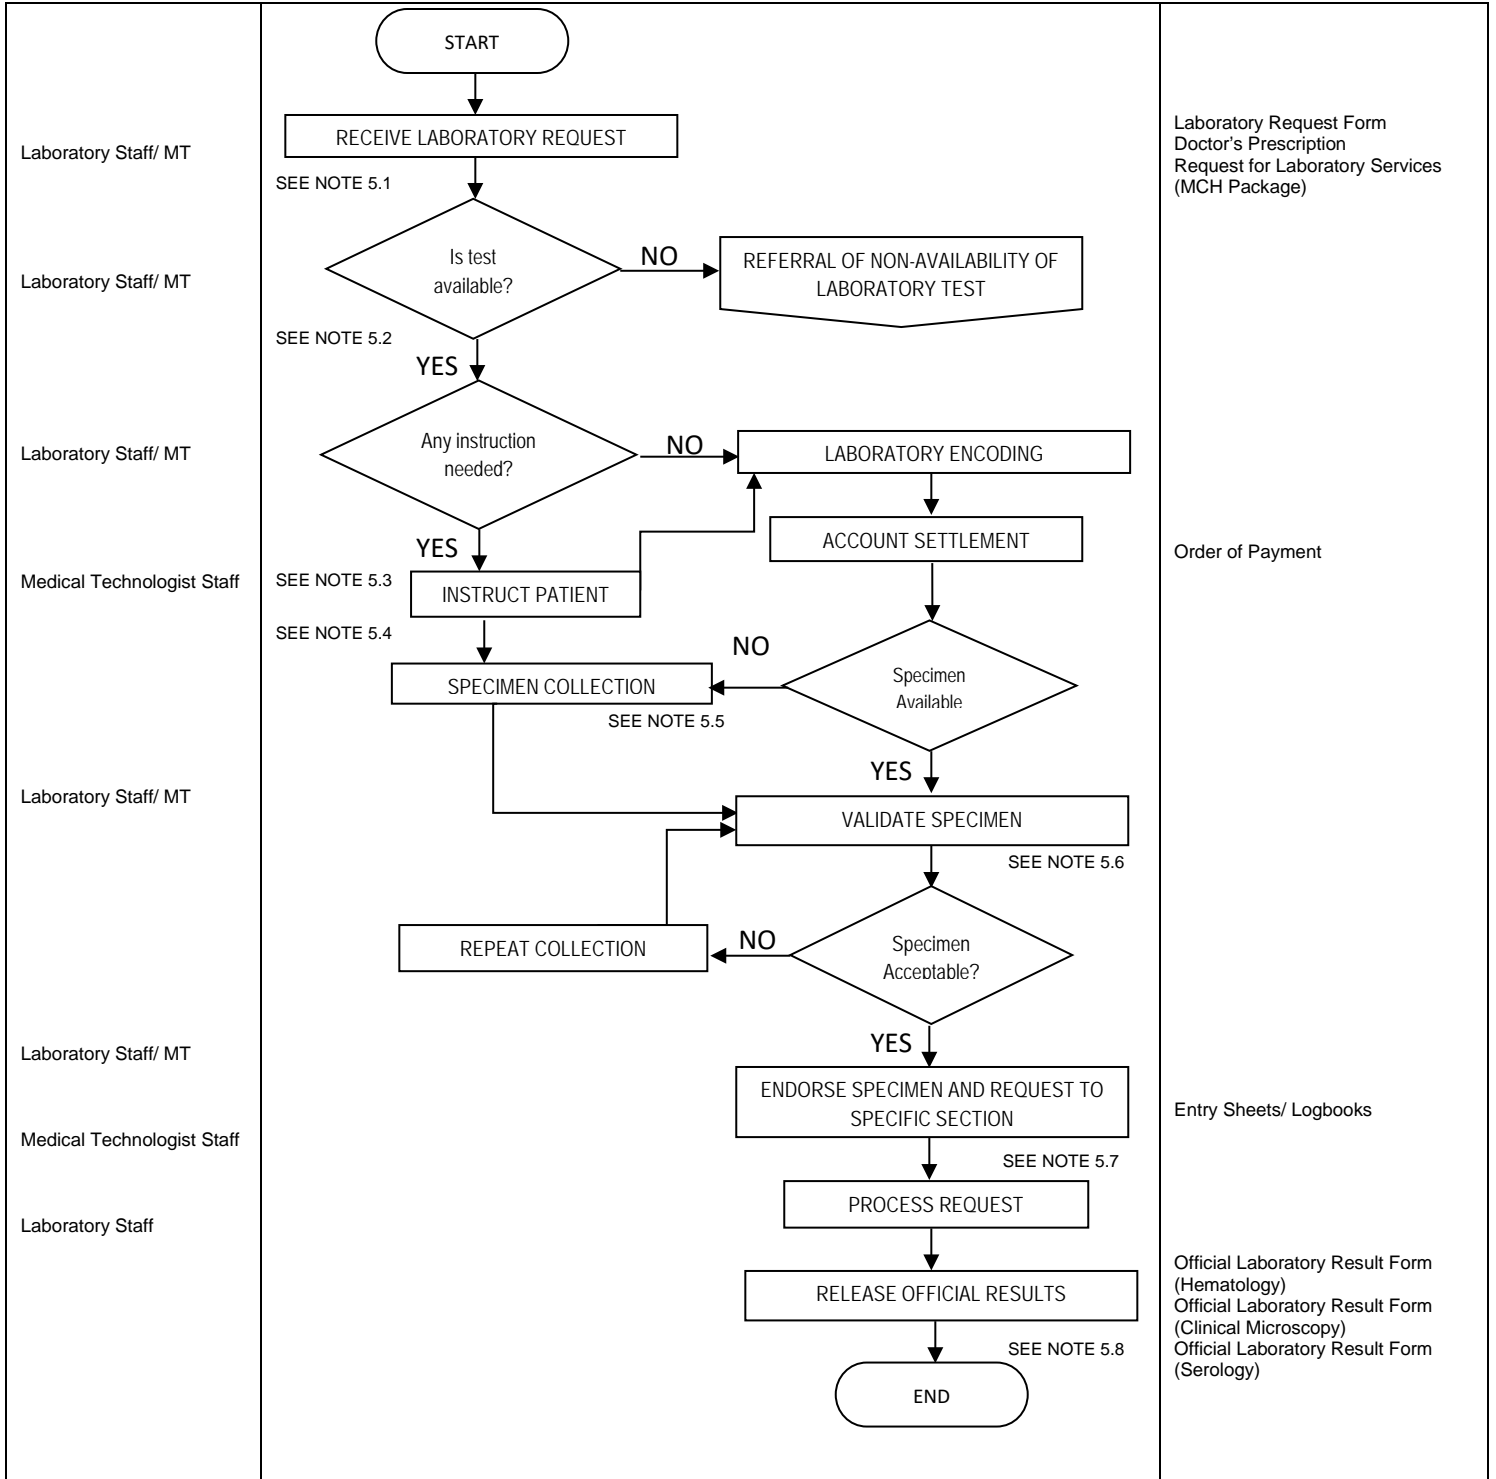 START
RECEIVE LABORATORY REQUEST
Laboratory Staff/ MT
Laboratory Request Form
Doctor's Prescription
Request for Laboratory Services
(MCH Package)
SEE NOTE 5.1
Laboratory Staff/ MT
Is test
available?
NO
REFERRAL OF NON-AVAILABILITY OF
LABORATORY TEST
SEE NOTE 5.2
YES
Laboratory Staff/ MT
Any instruction
needed?
NO
LABORATORY ENCODING
YES
ACCOUNT SETTLEMENT
Order of Payment
Medical Technologist Staff
SEE NOTE 5.3
INSTRUCT PATIENT
SEE NOTE 5.4
NO
SPECIMEN COLLECTION
Specimen
Available
SEE NOTE 5.5
YES
Laboratory Staff/ MT
VALIDATE SPECIMEN
SEE NOTE 5.6
REPEAT COLLECTION
NO
Specimen
Acceptable?
YES
Laboratory Staff/ MT
ENDORSE SPECIMEN AND REQUEST TO
SPECIFIC SECTION
Entry Sheets/ Logbooks
Medical Technologist Staff
SEE NOTE 5.7
PROCESS REQUEST
Laboratory Staff
RELEASE OFFICIAL RESULTS
Official Laboratory Result Form
(Hematology)
Official Laboratory Result Form
(Clinical Microscopy)
Official Laboratory Result Form
(Serology)
SEE NOTE 5.8
END